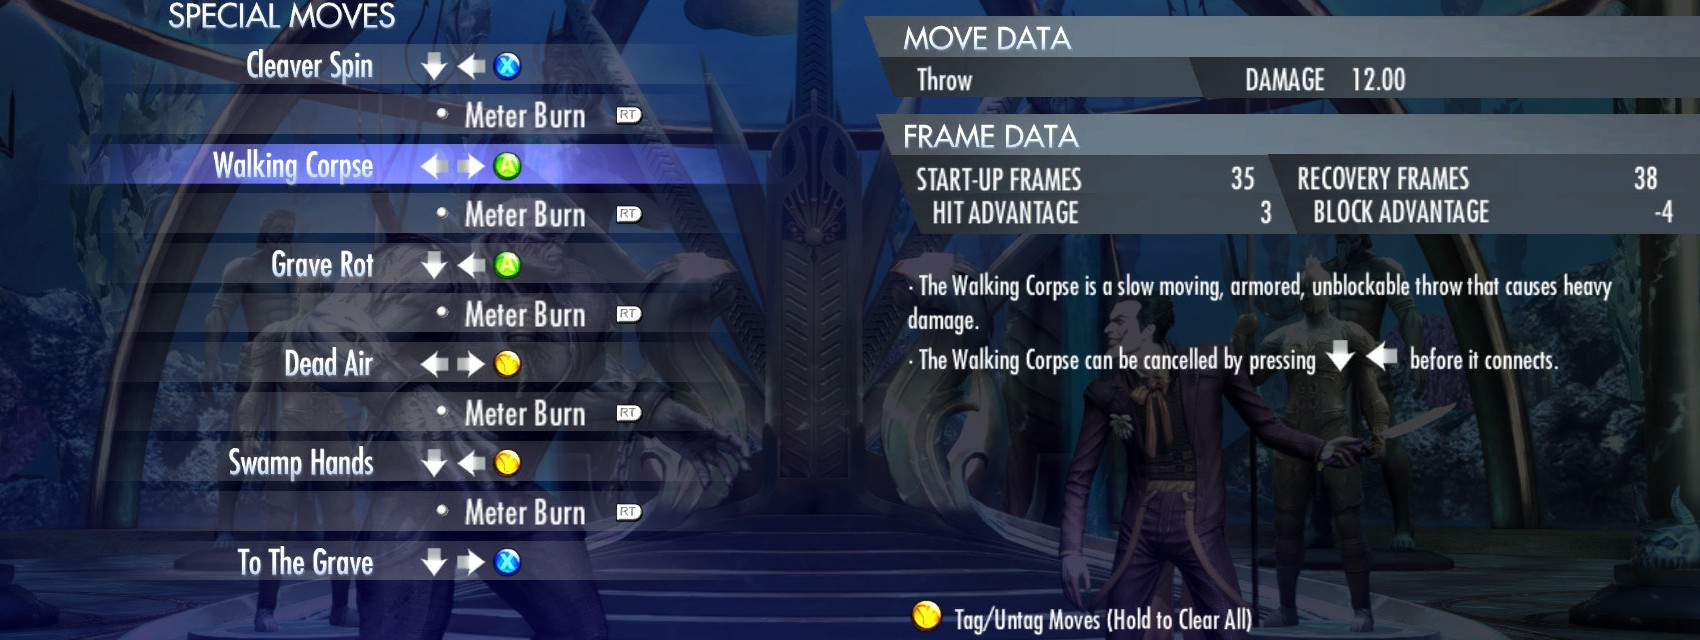 SPECIAL MOVES
Cleaver Spin X
Meter Burn RT
Walking Corpse A
Meter Burn RT
Grave Rot A
Meter Burn RT
Dead Air Y
Meter Burn RT
Swamp Hands Y
Meter Burn RT
To The Grave X
MOVE DATA
Throw DAMAGE 12.00
FRAME DATA
START-UP FRAMES 35 RECOVERY FRAMES 38
HIT ADVANTAGE 3 BLOCK ADVANTAGE -4
· The Walking Corpse is a slow moving, armored, unblockable throw that causes heavy
damage.
· The Walking Corpse can be cancelled by pressing before it connects.
Y Tag/Untag Moves (Hold to Clear All)